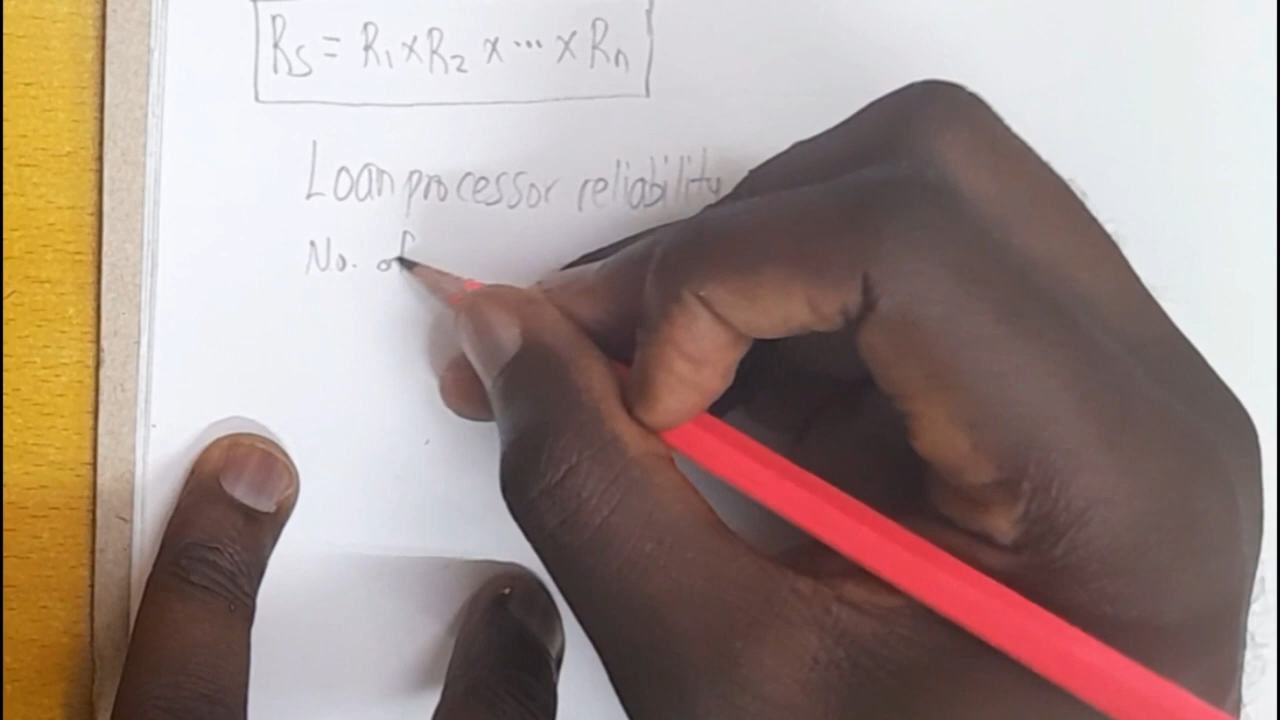 Rs = R₁ x R₂ x ... x Rn
Loan processor reliability
No. of